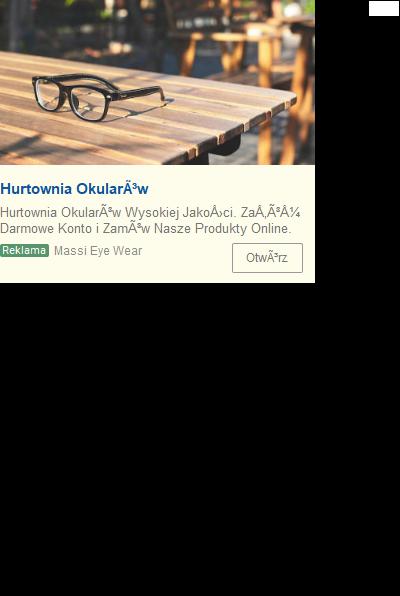 Hurtownia OkularÃ³w
Hurtownia OkularÃ³w Wysokiej JakoÅ›ci. ZaÅ‚Ã³Å¼
Darmowe Konto i ZamÃ³w Nasze Produkty Online.
Reklama Massi Eye Wear
OtwÃ³rz